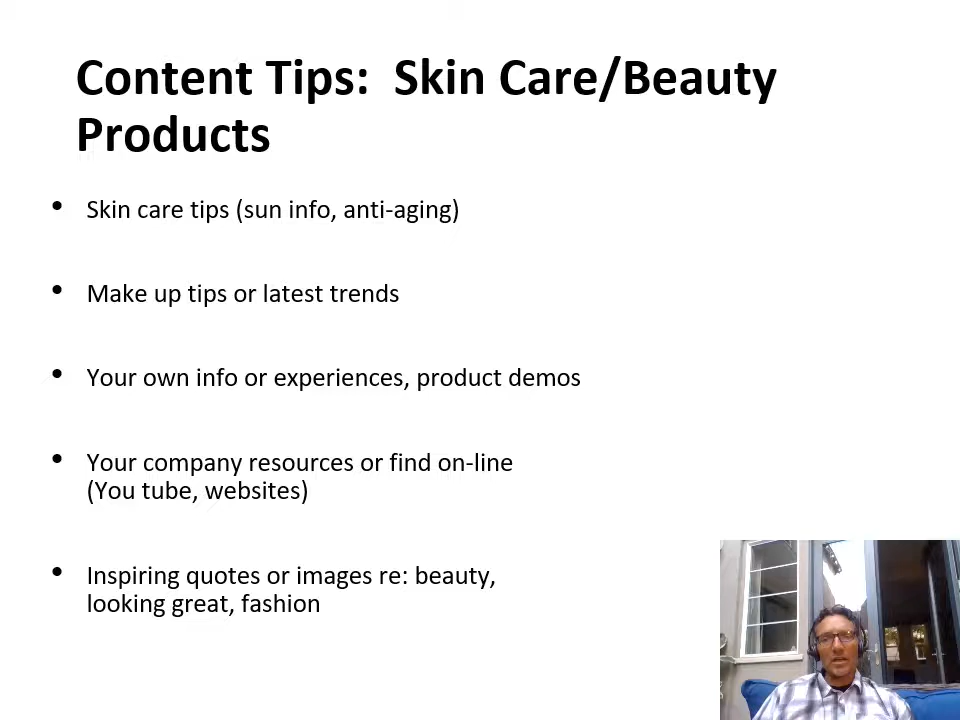 Content Tips:  Skin Care/Beauty
Products
• Skin care tips (sun info, anti-aging)
• Make up tips or latest trends
• Your own info or experiences, product demos
• Your company resources or find on-line
(You tube, websites)
• Inspiring quotes or images re: beauty,
looking great, fashion